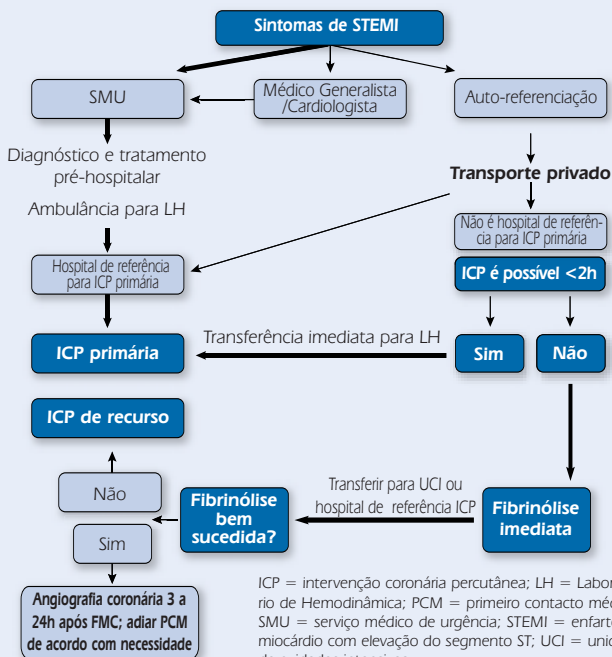 Sintomas de STEMI
SMU
Médico Generalista
/Cardiologista
Auto-referenciação
Diagnóstico e tratamento
pré-hospitalar
Ambulância para LH
Transporte privado
Não é hospital de referên-
cia para ICP primária
Hospital de referência
para ICP primária
ICP é possível <2h
Transferência imediata para LH
ICP primária
Sim
Não
ICP de recurso
Não
Sim
Fibrinólise
bem
sucedida?
Transferir para UCI ou
hospital de referência ICP
Fibrinólise
imediata
Angiografia coronária 3 a
24h após FMC; adiar PCM
de acordo com necessidade
ICP = intervenção coronária percutânea; LH = Labor
rio de Hemodinâmica; PCM = primeiro contacto mé
SMU = serviço médico de urgência; STEMI = enfart
miocárdio com elevação do segmento ST; UCI = uni